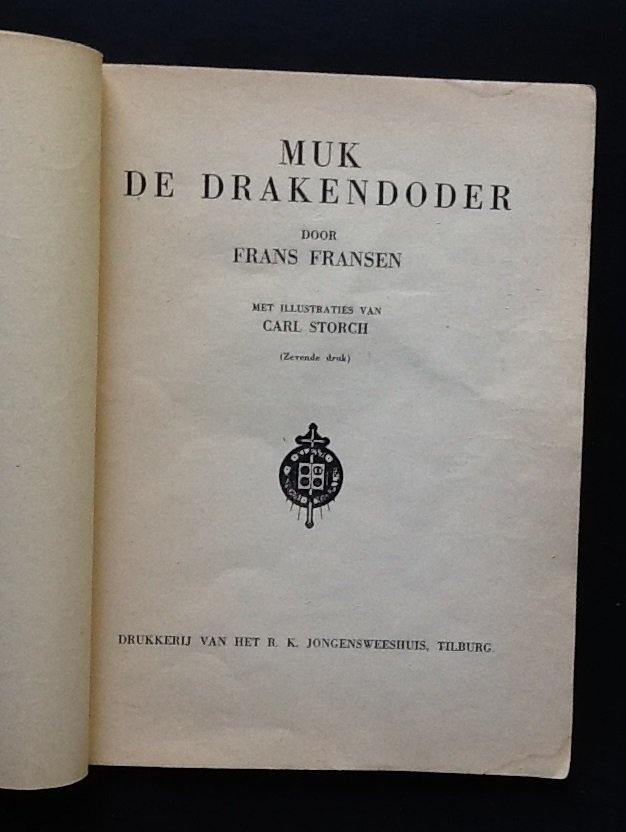 MUK
DE DRAKENDODER
DOOR
FRANS FRANSEN
MET ILLUSTRATIES VAN
CARL STORCH
(Zevende druk)
DRUKKERIJ VAN HET R. K. JONGENSWEESHUIS, TILBURG.